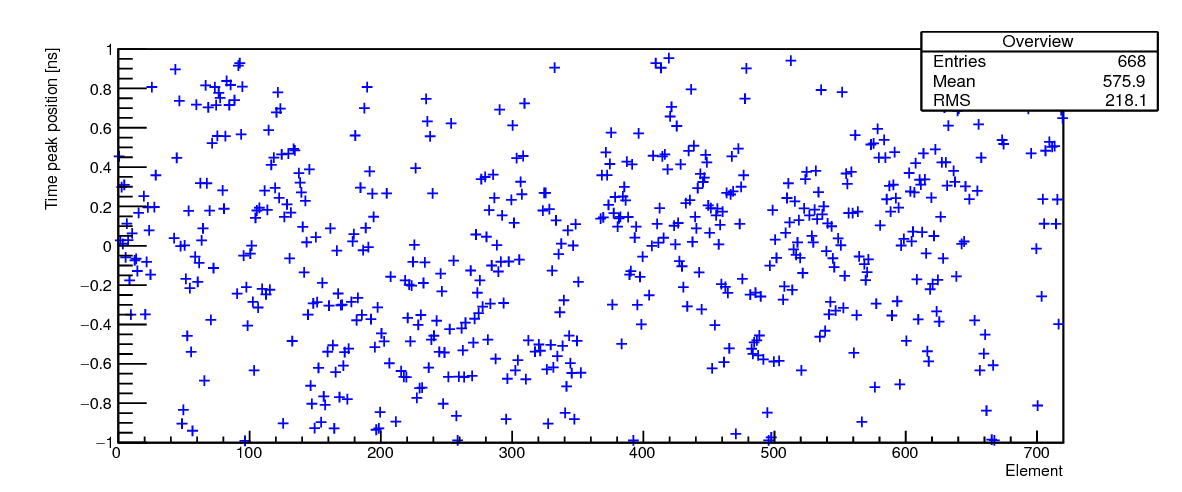 Time peak position [ns]
Overview
Entries 668
Mean 575.9
RMS 218.1
1
0.8
0.6
0.4
0.2
0
−0.2
−0.4
−0.6
−0.8
−1
0 100 200 300 400 500 600 700
Element